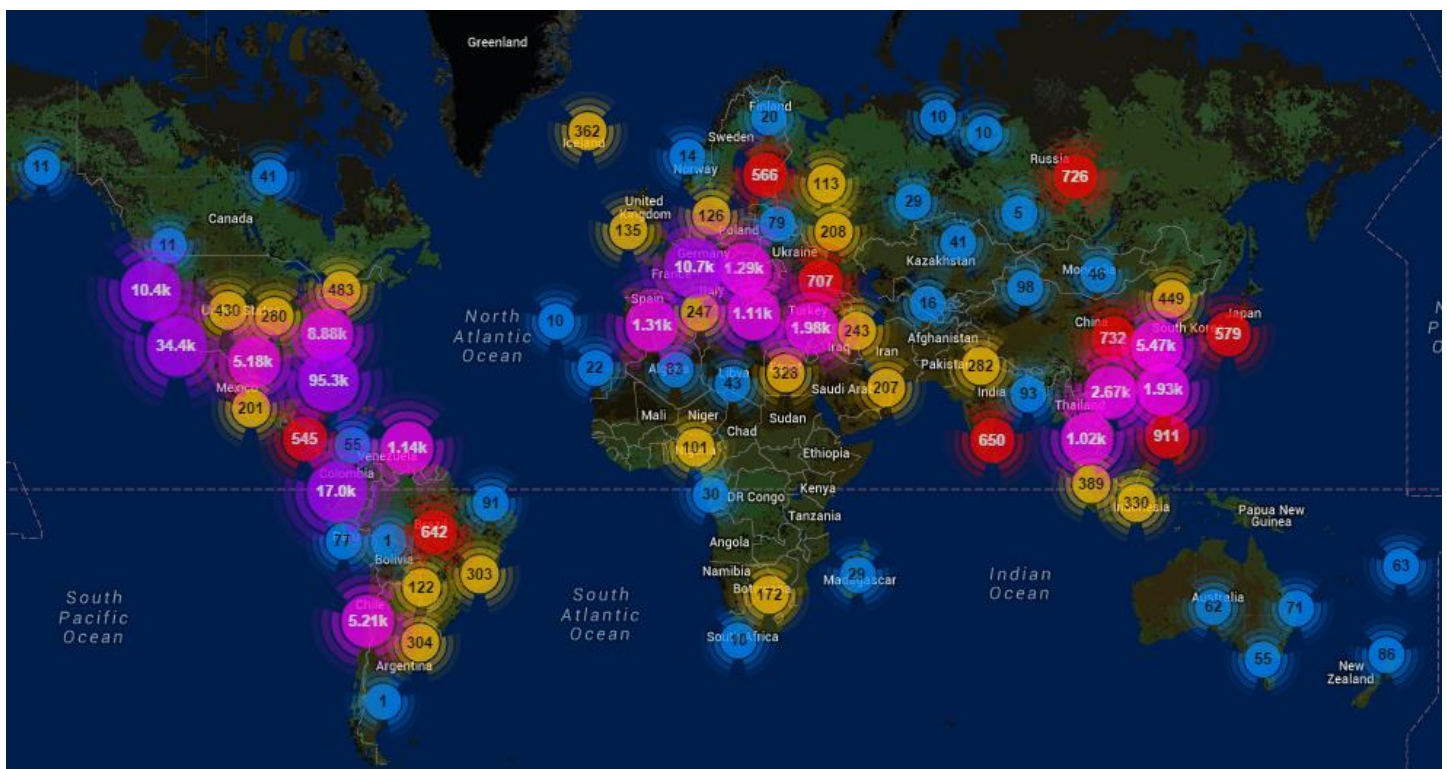 Greenland
Finland
20
10
10
362
Iceland
Sweden
14
Norway
Russia
11
41
566
113
726
Canada
United
Kingdom
135
126
Poland
79
Ukraine
208
29
5
11
Germany
France
10.7k
1.29k
41
Kazakhstan
Mongolia
46
10.4k
483
707
98
430
280
Spain
Italy
247
1.11k
Turkey
16
449
North
Atlantic
Ocean
10
1.31k
1.98k
243
Afghanistan
China
732
South Korea
Japan
579
34.4k
8.88k
5.18k
Iraq
Iran
5.47k
22
Algeria
83
Libya
43
328
Pakistan
282
Mexico
95.3k
Saudi Arabia
207
India
93
2.67k
1.93k
Thailand
201
Mali
Niger
Chad
Sudan
545
55
1.14k
Venezuela
101
Ethiopia
650
1.02k
911
Colombia
17.0k
91
30
DR Congo
Kenya
389
330
Indonesia
Papua New
Guinea
Tanzania
77
1
642
Bolivia
Angola
Namibia
29
Madagascar
Indian
Ocean
63
122
303
172
62
Australia
71
South
Pacific
Ocean
South
Atlantic
Ocean
Chile
5.21k
304
South Africa
10
Argentina
55
86
New
Zealand
1